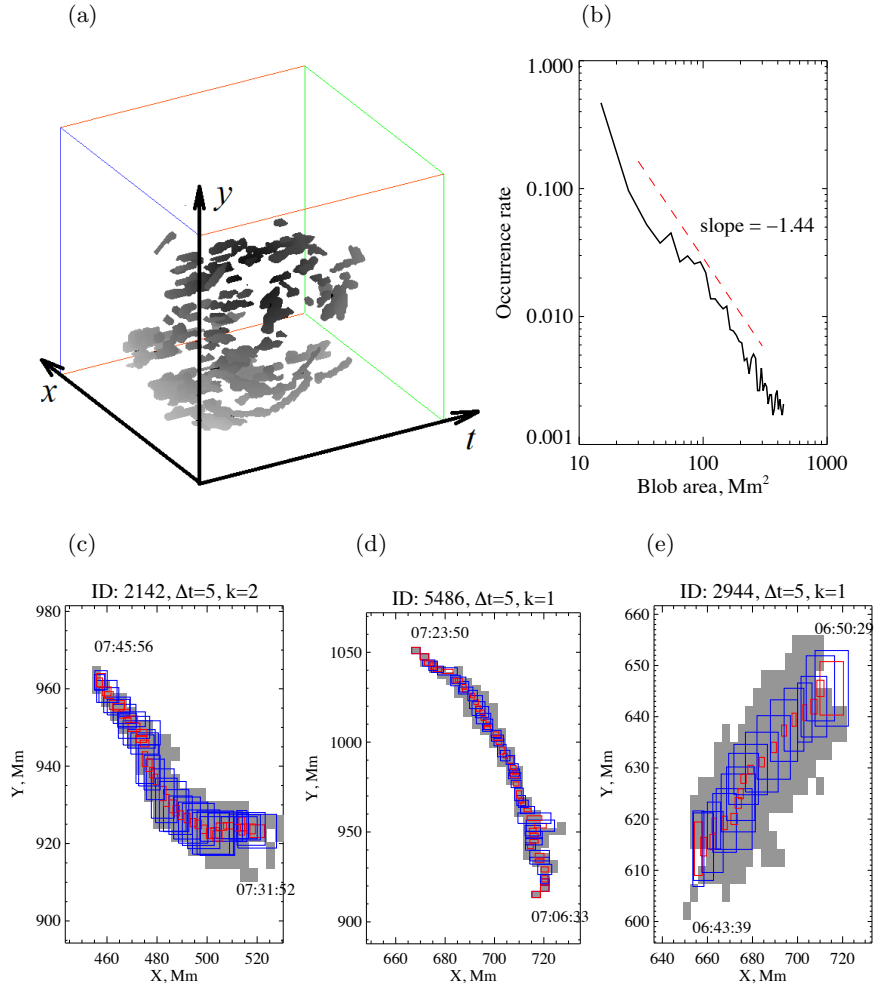 (a)
y
x
t
(b)
1.000
0.100
0.010
0.001
Occurrence rate
slope = −1.44
10
100
1000
Blob area, Mm²
(c)
ID: 2142, Δt=5, k=2
980
960
940
920
900
Y, Mm
07:45:56
07:31:52
460
480
500
520
X, Mm
(d)
ID: 5486, Δt=5, k=1
1050
1000
950
900
Y, Mm
07:23:50
07:06:33
660
680
700
720
X, Mm
(e)
ID: 2944, Δt=5, k=1
660
650
640
630
620
610
600
Y, Mm
06:50:29
06:43:39
640
660
680
700
720
X, Mm